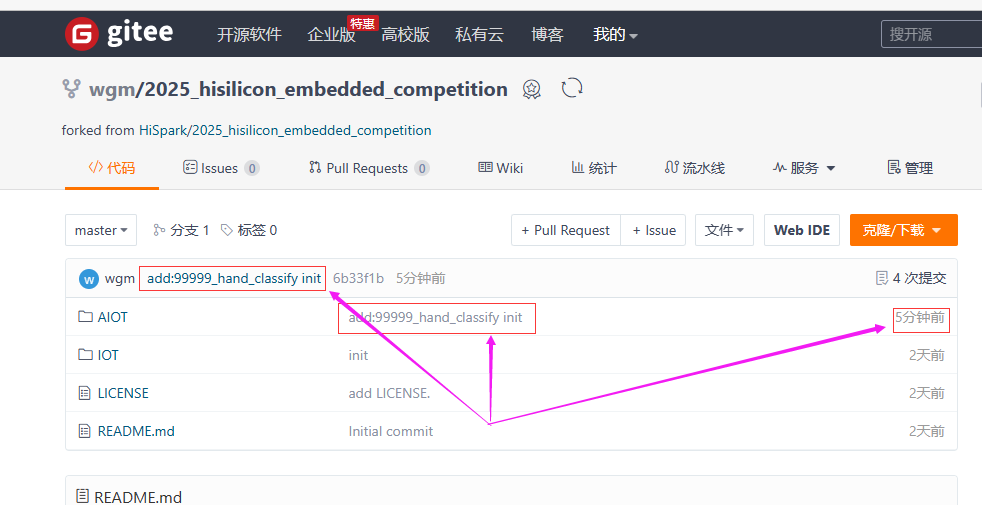 gitee 开源软件 企业版 特惠 高校版 私有云 博客 我的 搜开源
wgm/2025_hisilicon_embedded_competition
forked from HiSpark/2025_hisilicon_embedded_competition
代码 Issues 0 Pull Requests 0 Wiki 统计 流水线 服务 管理
master 分支 1 标签 0 + Pull Request + Issue 文件 Web IDE 克隆/下载
w wgm add:99999_hand_classify init 6b33f1b 5分钟前 4 次提交
AIOT add:99999_hand_classify init 5分钟前
IOT init 2天前
LICENSE add LICENSE. 2天前
README.md Initial commit 2天前
README.md